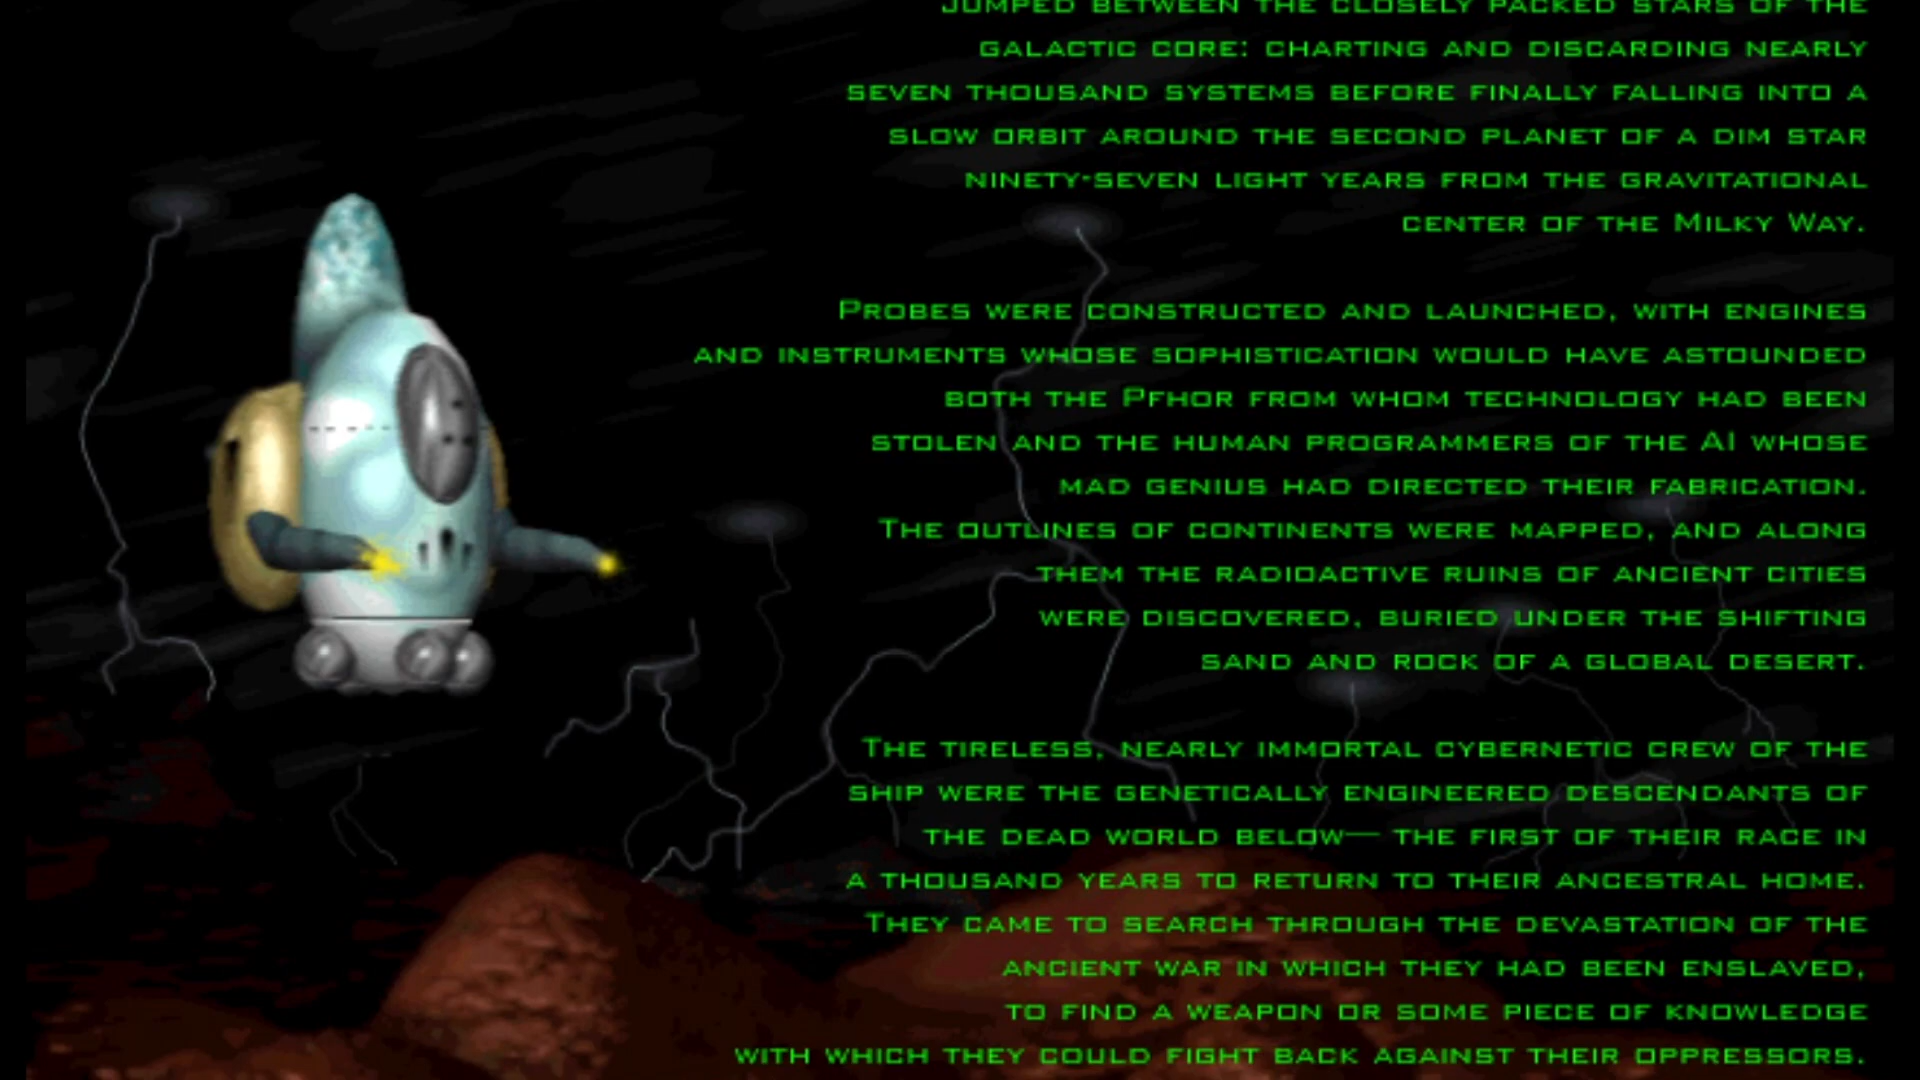 JUMPED BETWEEN THE CLOSELY PACKED STARS OF THE
GALACTIC CORE: CHARTING AND DISCARDING NEARLY
SEVEN THOUSAND SYSTEMS BEFORE FINALLY FALLING INTO A
SLOW ORBIT AROUND THE SECOND PLANET OF A DIM STAR
NINETY-SEVEN LIGHT YEARS FROM THE GRAVITATIONAL
CENTER OF THE MILKY WAY.
PROBES WERE CONSTRUCTED AND LAUNCHED, WITH ENGINES
AND INSTRUMENTS WHOSE SOPHISTICATION WOULD HAVE ASTOUNDED
BOTH THE PFHOR FROM WHOM TECHNOLOGY HAD BEEN
STOLEN AND THE HUMAN PROGRAMMERS OF THE AI WHOSE
MAD GENIUS HAD DIRECTED THEIR FABRICATION.
THE OUTLINES OF CONTINENTS WERE MAPPED, AND ALONG
THEM THE RADIOACTIVE RUINS OF ANCIENT CITIES
WERE DISCOVERED, BURIED UNDER THE SHIFTING
SAND AND ROCK OF A GLOBAL DESERT.
THE TIRELESS, NEARLY IMMORTAL CYBERNETIC CREW OF THE
SHIP WERE THE GENETICALLY ENGINEERED DESCENDANTS OF
THE DEAD WORLD BELOW— THE FIRST OF THEIR RACE IN
A THOUSAND YEARS TO RETURN TO THEIR ANCESTRAL HOME.
THEY CAME TO SEARCH THROUGH THE DEVASTATION OF THE
ANCIENT WAR IN WHICH THEY HAD BEEN ENSLAVED,
TO FIND A WEAPON OR SOME PIECE OF KNOWLEDGE
WITH WHICH THEY COULD FIGHT BACK AGAINST THEIR OPPRESSORS.